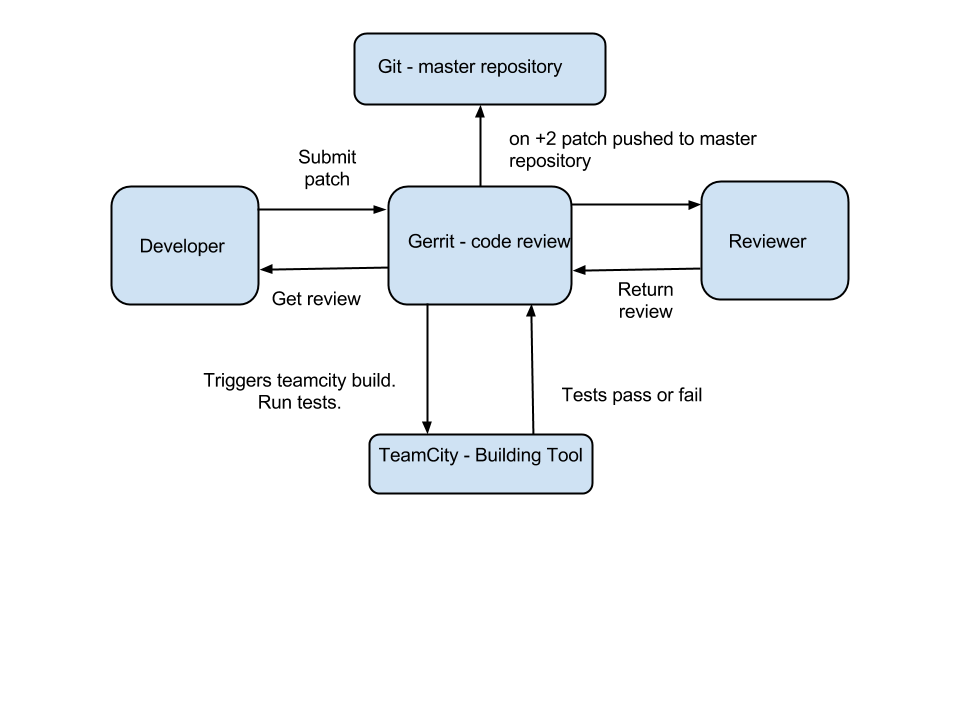 Git - master repository
on +2 patch pushed to master
repository
Submit
patch
Developer
Gerrit - code review
Reviewer
Get review
Return
review
Triggers teamcity build.
Run tests.
Tests pass or fail
TeamCity - Building Tool